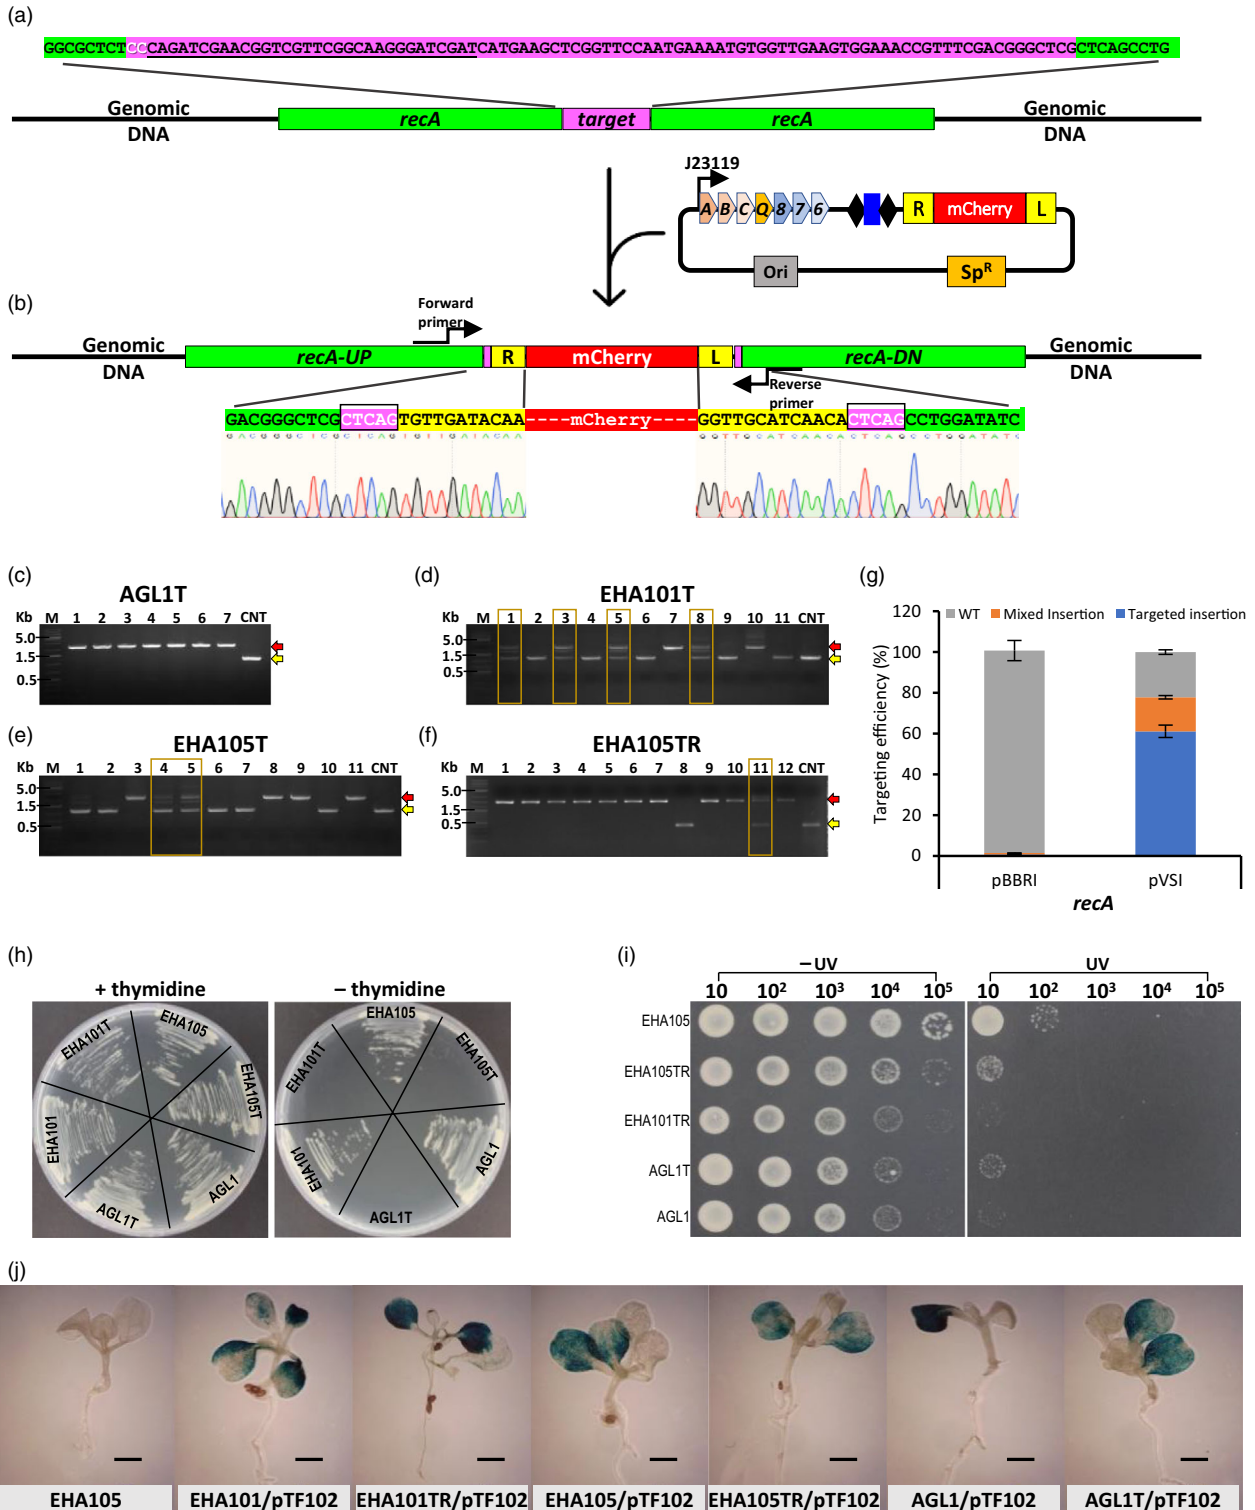 (a)
GGCGCTCTCCCAGATCGAACGGTCGTTCGGCAAGGGATCGATCATGAAGCTCGGTTCCAATGAAAATGTGGTTGAAGTGGAAACCGTTTCGACGGGCTCGCTCAGCCTG
Genomic DNA
recA
target
recA
Genomic DNA
J23119
A B C Q 8 7 6
R mCherry L
Ori
SpR
(b)
Forward primer
Genomic DNA
recA-UP
R
mCherry
L
recA-DN
Genomic DNA
Reverse primer
GACGGGCTCGCTCAGTGTTGATACAA
----mCherry----
GGTTGCATCAACACTCAGCCTGGATATC
GACGGGCTCGCTCAGTGTTGATACAA
GGTTGCATCAACACTCAGCCTGGATATC
(c)
AGL1T
Kb M 1 2 3 4 5 6 7 CNT
5.0
1.5
0.5
(d)
EHA101T
Kb M 1 2 3 4 5 6 7 8 9 10 11 CNT
5.0
1.5
0.5
(e)
EHA105T
Kb M 1 2 3 4 5 6 7 8 9 10 11 CNT
5.0
1.5
0.5
(f)
EHA105TR
Kb M 1 2 3 4 5 6 7 8 9 10 11 12 CNT
5.0
1.5
0.5
(g)
WT Mixed Insertion Targeted insertion
Targeting efficiency (%)
120
100
80
60
40
20
0
pBBRI pVSI
recA
(h)
+ thymidine
EHA101T
EHA105
EHA105T
AGL1
AGL1T
EHA101
– thymidine
EHA105
EHA105T
AGL1
AGL1T
EHA101
EHA101T
(i)
–UV
UV
10 10² 10³ 10⁴ 10⁵
10 10² 10³ 10⁴ 10⁵
EHA105
EHA105TR
EHA101TR
AGL1T
AGL1
(j)
EHA105
EHA101/pTF102
EHA101TR/pTF102
EHA105/pTF102
EHA105TR/pTF102
AGL1/pTF102
AGL1T/pTF102